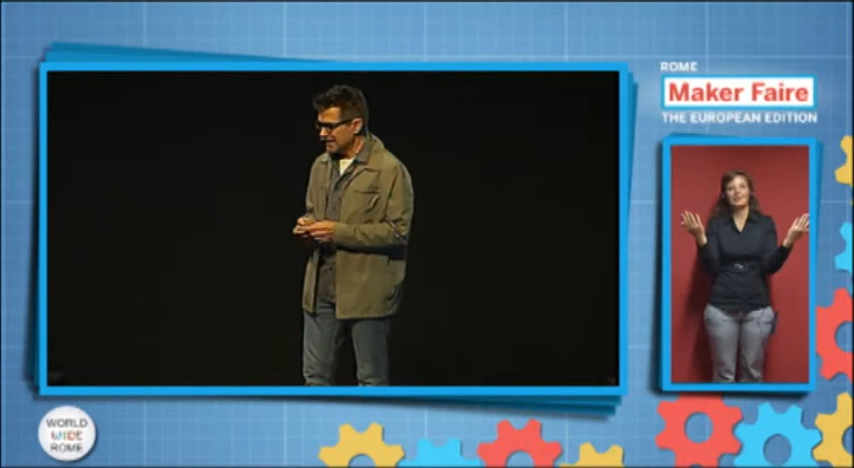 ROME
Maker Faire
THE EUROPEAN EDITION
WORLD
WIDE
ROME